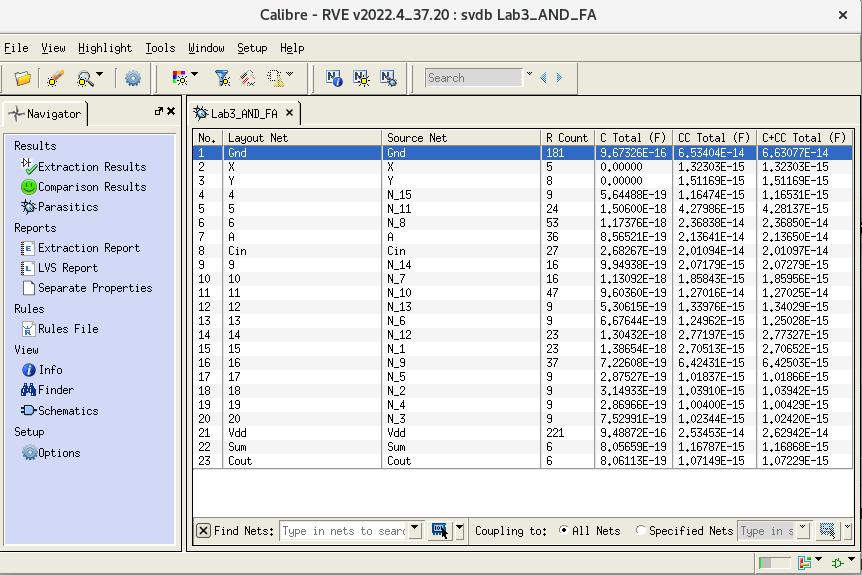 Calibre - RVE v2022.4_37.20 : svdb Lab3_AND_FA
File View Highlight Tools Window Setup Help
Search
Navigator
Results
Extraction Results
Comparison Results
Parasitics
Reports
Extraction Report
LVS Report
Separate Properties
Rules
Rules File
View
Info
Finder
Schematics
Setup
Options
Lab3_AND_FA
No. Layout Net Source Net R Count C Total (F) CC Total (F) C+CC Total (F)
1 Gnd Gnd 181 9.67326E-16 6.53404E-14 6.63077E-14
2 X X 5 0.00000 1.32303E-15 1.32303E-15
3 Y Y 8 0.00000 1.51169E-15 1.51169E-15
4 4 N_15 9 5.64488E-19 1.16474E-15 1.16531E-15
5 5 N_11 24 1.50600E-18 4.27986E-15 4.28137E-15
6 6 N_8 53 1.17376E-18 2.36838E-14 2.36850E-14
7 A A 36 8.56521E-19 2.13641E-14 2.13650E-14
8 Cin Cin 27 2.68267E-19 2.01094E-14 2.01097E-14
9 9 N_14 16 9.94938E-19 2.07179E-15 2.07279E-15
10 10 N_7 16 1.13092E-18 1.85843E-15 1.85956E-15
11 11 N_10 47 9.60360E-19 1.27016E-14 1.27025E-14
12 12 N_13 9 5.30615E-19 1.33976E-15 1.34029E-15
13 13 N_6 9 6.67644E-19 1.24962E-15 1.25028E-15
14 14 N_12 23 1.30432E-18 2.77197E-15 2.77327E-15
15 15 N_1 23 1.38654E-18 2.70513E-15 2.70652E-15
16 16 N_9 37 7.22608E-19 6.42431E-15 6.42503E-15
17 17 N_5 9 2.87527E-19 1.01837E-15 1.01866E-15
18 18 N_2 9 3.14933E-19 1.03910E-15 1.03942E-15
19 19 N_4 9 2.86966E-19 1.00400E-15 1.00429E-15
20 20 N_3 9 7.52991E-19 1.02344E-15 1.02420E-15
21 Vdd Vdd 221 9.48872E-16 2.53453E-14 2.62942E-14
22 Sum Sum 6 8.05659E-19 1.16787E-15 1.16868E-15
23 Cout Cout 6 8.06113E-19 1.07149E-15 1.07229E-15
Find Nets: Type in nets to searc Coupling to: All Nets Specified Nets Type in s